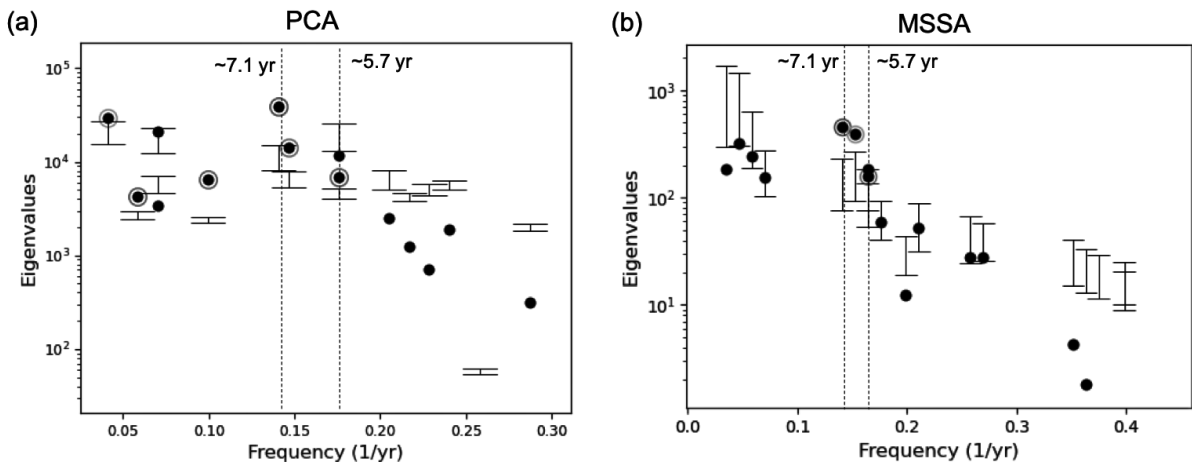 (a) PCA
~7.1 yr ~5.7 yr
10^5
10^4
10^3
10^2
Eigenvalues
0.05 0.10 0.15 0.20 0.25 0.30
Frequency (1/yr)
(b) MSSA
~7.1 yr ~5.7 yr
10^3
10^2
10^1
Eigenvalues
0.0 0.1 0.2 0.3 0.4
Frequency (1/yr)